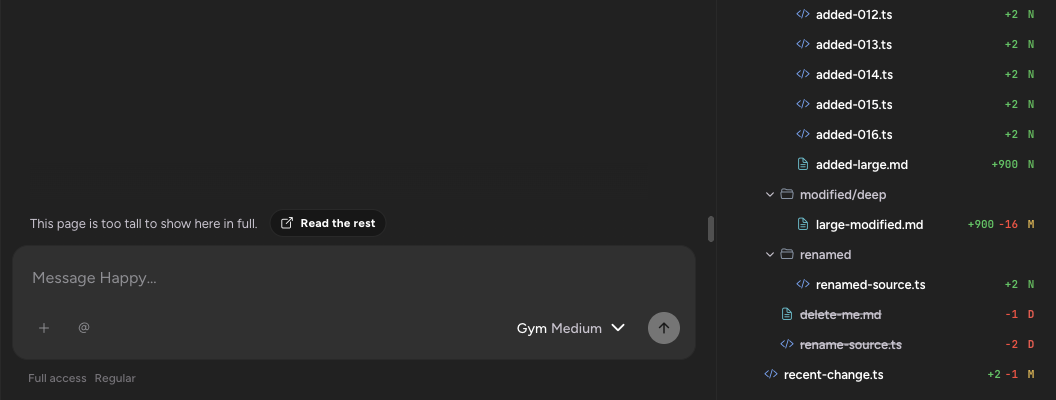 added-012.ts +2 N
added-013.ts +2 N
added-014.ts +2 N
added-015.ts +2 N
added-016.ts +2 N
added-large.md +900 N
modified/deep
large-modified.md +900 -16 M
renamed
renamed-source.ts +2 N
delete-me.md -1 D
rename-source.ts -2 D
recent-change.ts +2 -1 M
This page is too tall to show here in full. Read the rest
Message Happy...
+ @ Gym Medium
Full access Regular